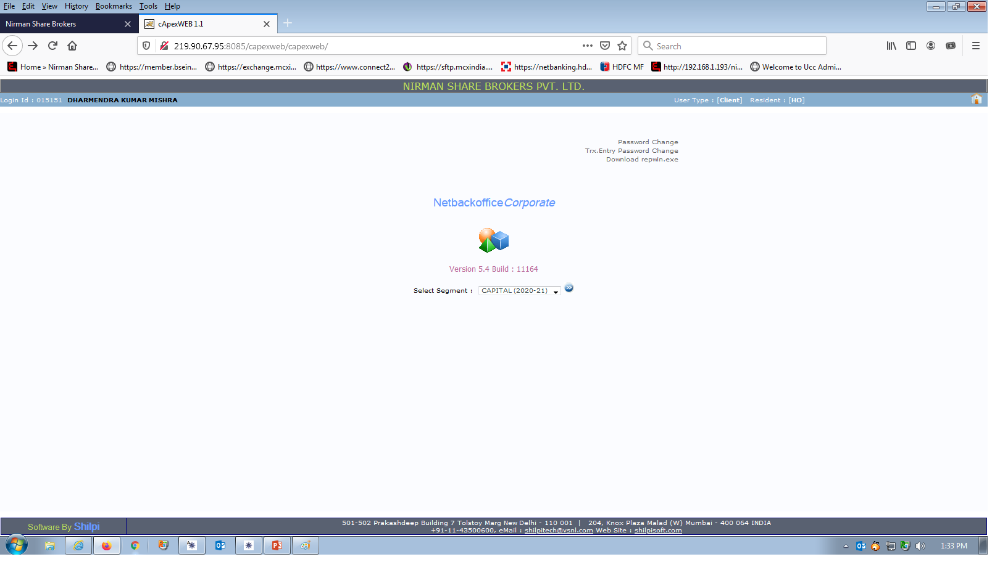 File Edit View History Bookmarks Tools Help
Nirman Share Brokers
cApexWEB 1.1
219.90.67.95:8085/capexweb/capexweb/
Search
Home » Nirman Share...
https://member.bsein...
https://exchange.mcxi...
https://www.connect2...
https://sftp.mcxindia....
https://netbanking.hd...
HDFC MF
http://192.168.1.193/ni...
Welcome to Ucc Admi...
NIRMAN SHARE BROKERS PVT. LTD.
Login Id : 015151 DHARMENDRA KUMAR MISHRA
User Type : [Client] Resident : [HO]
Password Change
Trx.Entry Password Change
Download repwin.exe
NetbackofficeCorporate
Version 5.4 Build : 11164
Select Segment : CAPITAL (2020-21)
Software By Shilpi
501-502 Prakashdeep Building 7 Tolstoy Marg New Delhi - 110 001 | 204, Knox Plaza Malad (W) Mumbai - 400 064 INDIA
+91-11-43500600, eMail : shilpitech@vsnl.com Web Site : shilpisoft.com
1:33 PM